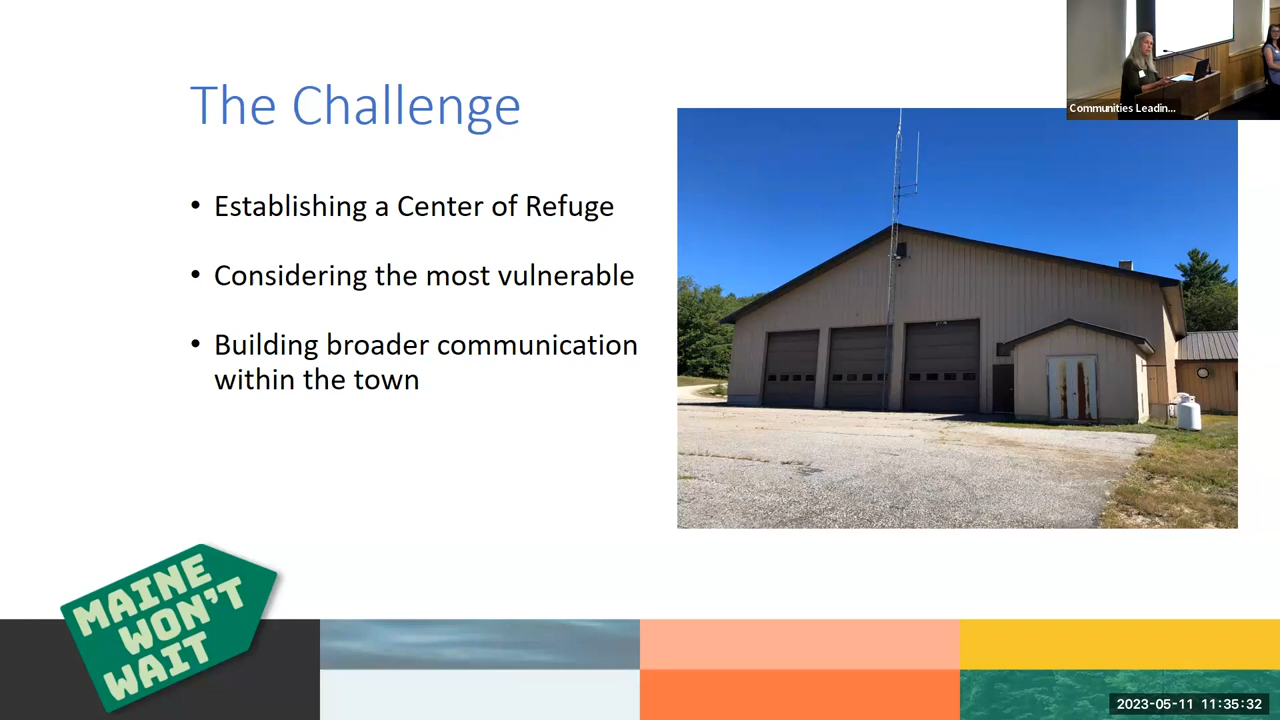 Communities Leadin...
The Challenge
• Establishing a Center of Refuge
• Considering the most vulnerable
• Building broader communication
within the town
MAINE
WON'T
WAIT
2023-05-11 11:35:32